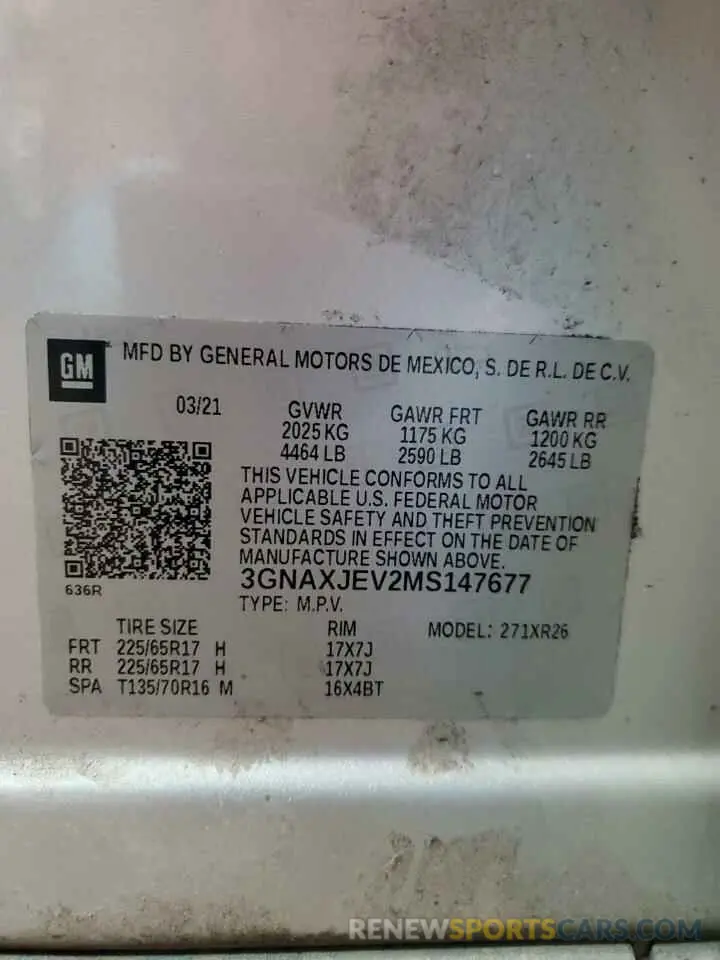 GM
MFD BY GENERAL MOTORS DE MEXICO, S. DE R.L. DE C.V.
03/21 GVWR GAWR FRT GAWR RR
2025 KG 1175 KG 1200 KG
4464 LB 2590 LB 2645 LB
THIS VEHICLE CONFORMS TO ALL
APPLICABLE U.S. FEDERAL MOTOR
VEHICLE SAFETY AND THEFT PREVENTION
STANDARDS IN EFFECT ON THE DATE OF
MANUFACTURE SHOWN ABOVE.
636R
3GNAXJEV2MS147677
TYPE: M.P.V.
TIRE SIZE RIM MODEL: 271XR26
FRT 225/65R17 H 17X7J
RR 225/65R17 H 17X7J
SPA T135/70R16 M 16X4BT
RENEWSPORTSCARS.COM